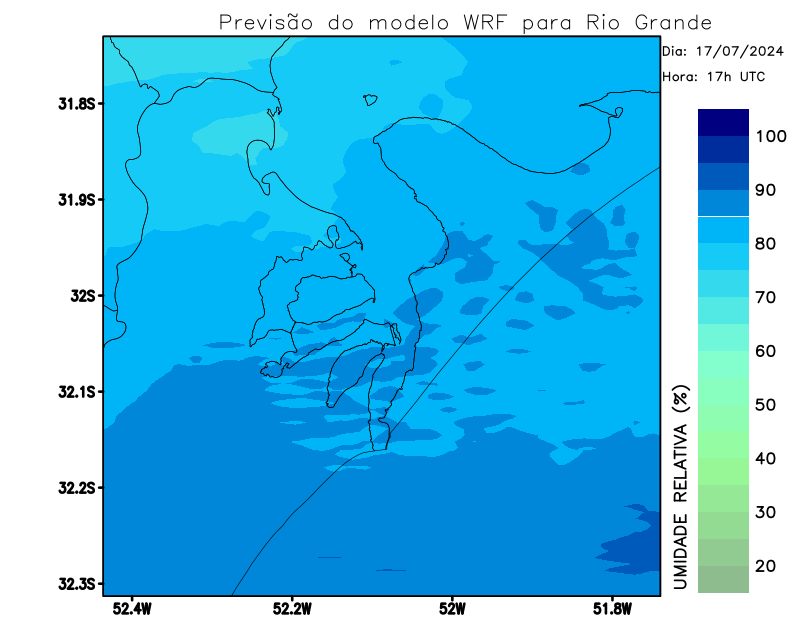 Previsão do modelo WRF para Rio Grande
Dia: 17/07/2024
Hora: 17h UTC
31.8S
31.9S
32S
32.1S
32.2S
32.3S
52.4W
52.2W
52W
51.8W
UMIDADE RELATIVA (%)
100
90
80
70
60
50
40
30
20